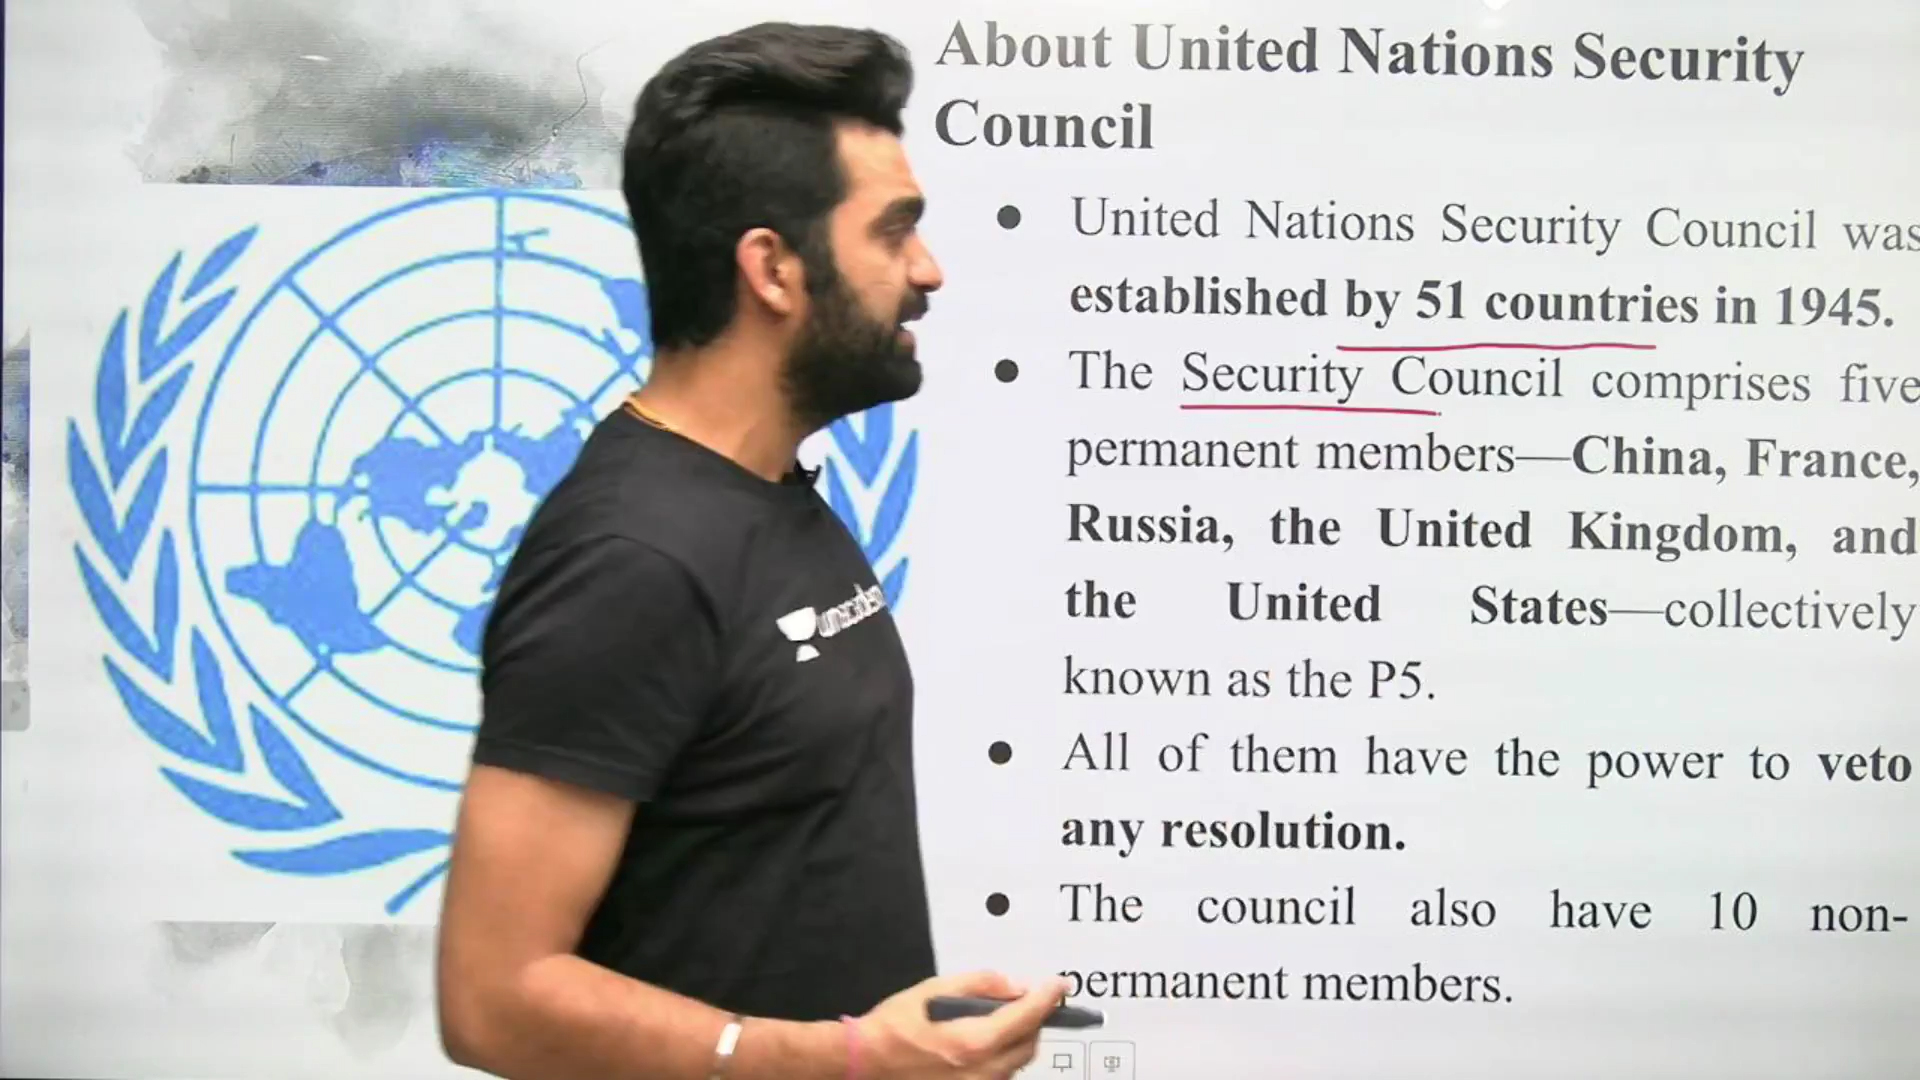 About United Nations Security
Council
● United Nations Security Council was
established by 51 countries in 1945.
● The Security Council comprises five
permanent members—China, France,
Russia, the United Kingdom, and
the United States—collectively
known as the P5.
● All of them have the power to veto
any resolution.
● The council also have 10 non-
permanent members.
unacademy